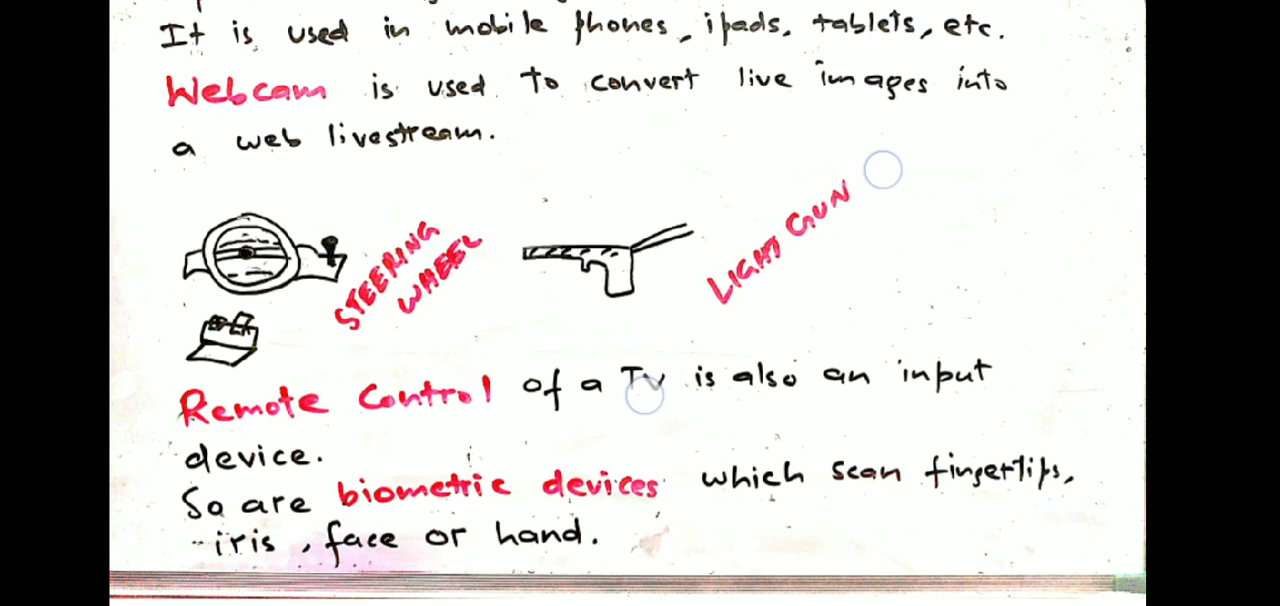 It is used in mobile phones, ipads, tablets, etc.
Webcam is used to convert live images into
a web livestream.
STEERING
WHEEL
LIGHT GUN
Remote Control of a TV is also an input
device.
So are biometric devices which scan fingertips,
iris, face or hand.